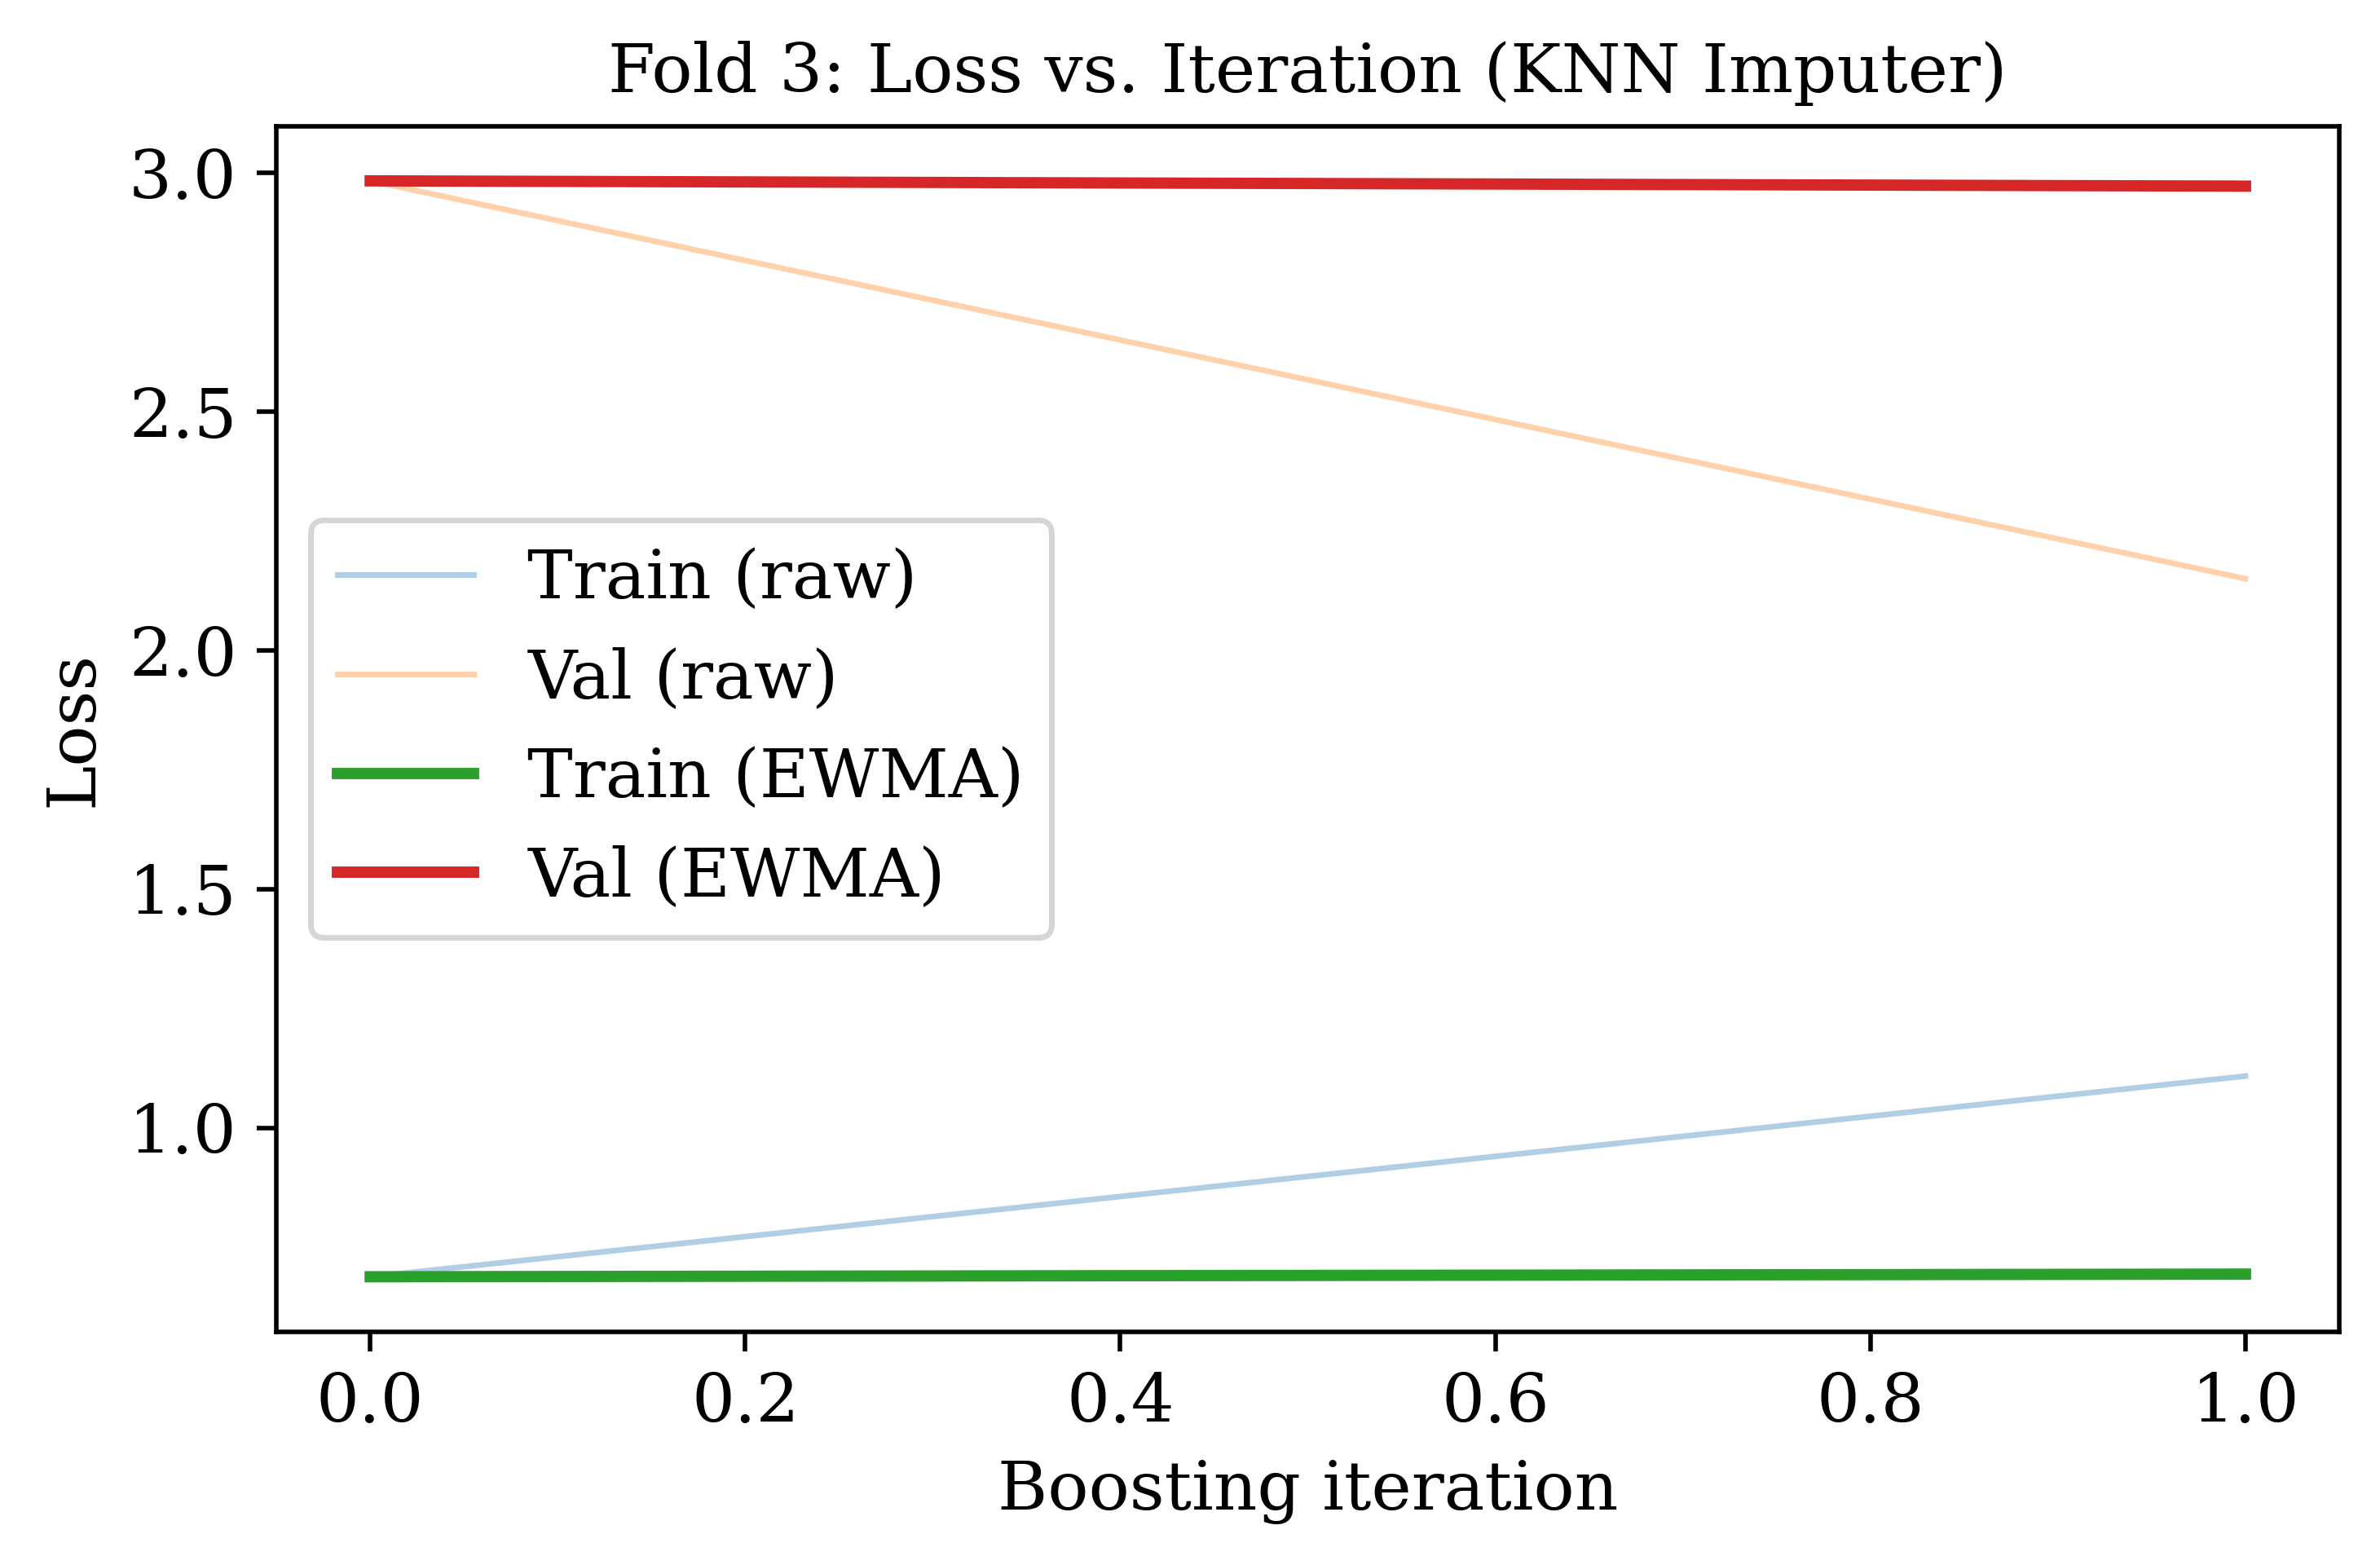 Fold 3: Loss vs. Iteration (KNN Imputer)
3.0
2.5
2.0
1.5
1.0
Loss
Train (raw)
Val (raw)
Train (EWMA)
Val (EWMA)
0.0 0.2 0.4 0.6 0.8 1.0
Boosting iteration